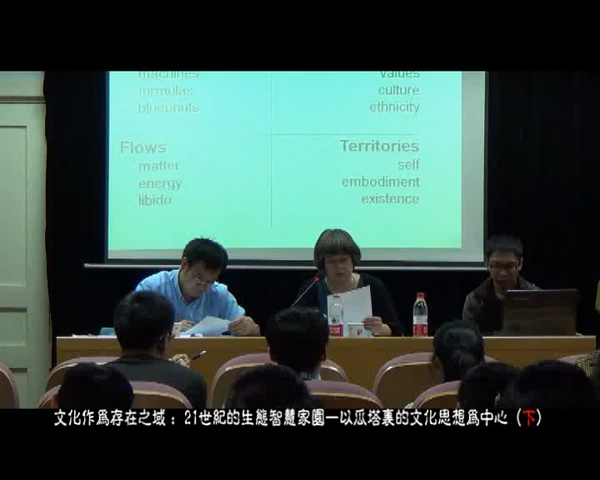 machines
formulas
blueprints
values
culture
ethnicity
Flows
matter
energy
libido
Territories
self
embodiment
existence
文化作為存在之域：21世紀的生態智慧家園—以瓜塔裏的文化思想為中心（下）